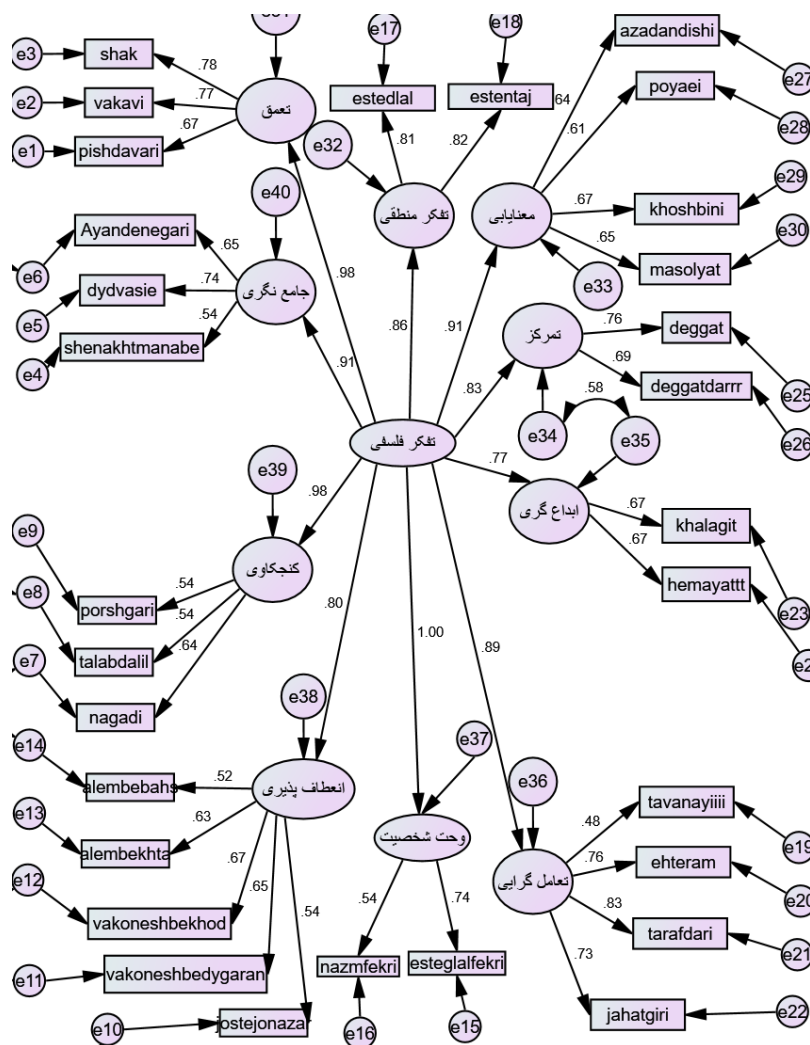 e17
e18
e3
shak
azadandishi
e27
.78
estedlal
estentaj
.64
poyaei
e2
vakavi
.77
تعمق
.61
e28
.67
.81
.82
e1
pishdavari
e32
e29
e40
تفکر منطقی
معنایابی
.67
khoshbini
e30
Ayandenegari
.65
.65
masolyat
e6
.98
e33
dydvasie
.74
جامع نگری
e5
.54
.86
.91
تمرکز
.76
deggat
shenakhtmanabe
.91
.69
e4
.83
deggatdarrr
.58
e25
تفکر فلسفی
e34
e35
e26
e39
.98
.77
e9
ابداع گری
.67
khalagit
کنجکاوی
.67
e8
.54
hemayattt
porshgari
.54
.80
e23
e7
talabdalil
.64
1.00
.89
nagadi
e38
e14
e37
.52
انعطاف پذیری
e36
alembebahs
tavanayiiii
e13
.63
.48
e19
alembekhta
وحت شخصیت
.76
ehteram
e12
.67
تعامل گرایی
e20
.65
.54
.54
.74
.83
vakoneshbekhod
tarafdari
e21
.73
nazmfekri
esteglalfekri
e11
vakoneshbedygaran
e10
jostejonazar
e16
e15
jahatgiri
e22